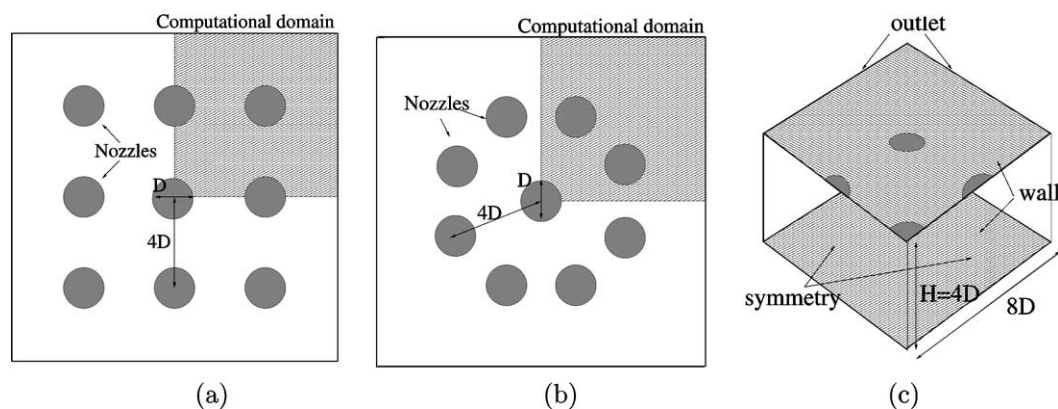 Computational domain
Nozzles
D
4D
(a)
Computational domain
Nozzles
D
4D
(b)
outlet
wall
symmetry
H=4D
8D
(c)